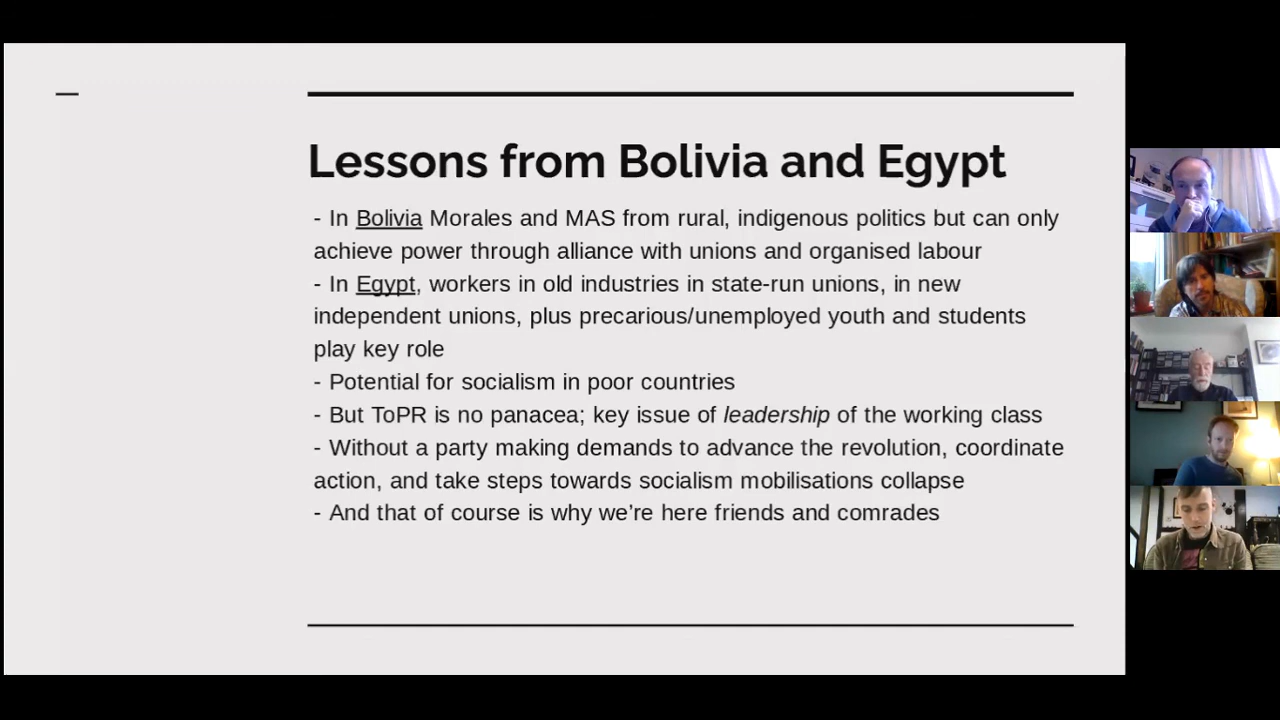 Lessons from Bolivia and Egypt
- In Bolivia Morales and MAS from rural, indigenous politics but can only
achieve power through alliance with unions and organised labour
- In Egypt, workers in old industries in state-run unions, in new
independent unions, plus precarious/unemployed youth and students
play key role
- Potential for socialism in poor countries
- But ToPR is no panacea; key issue of leadership of the working class
- Without a party making demands to advance the revolution, coordinate
action, and take steps towards socialism mobilisations collapse
- And that of course is why we’re here friends and comrades